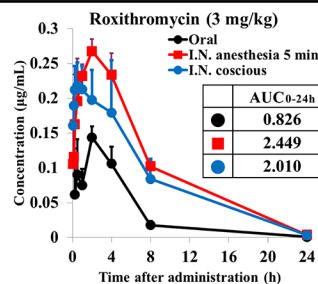 Roxithromycin (3 mg/kg)
Oral
I.N. anesthesia 5 min
I.N. coscious
AUC0-24h
0.826
2.449
2.010
Concentration (μg/mL)
0.3
0.25
0.2
0.15
0.1
0.05
0
0 4 8 12 16 20 24
Time after administration (h)